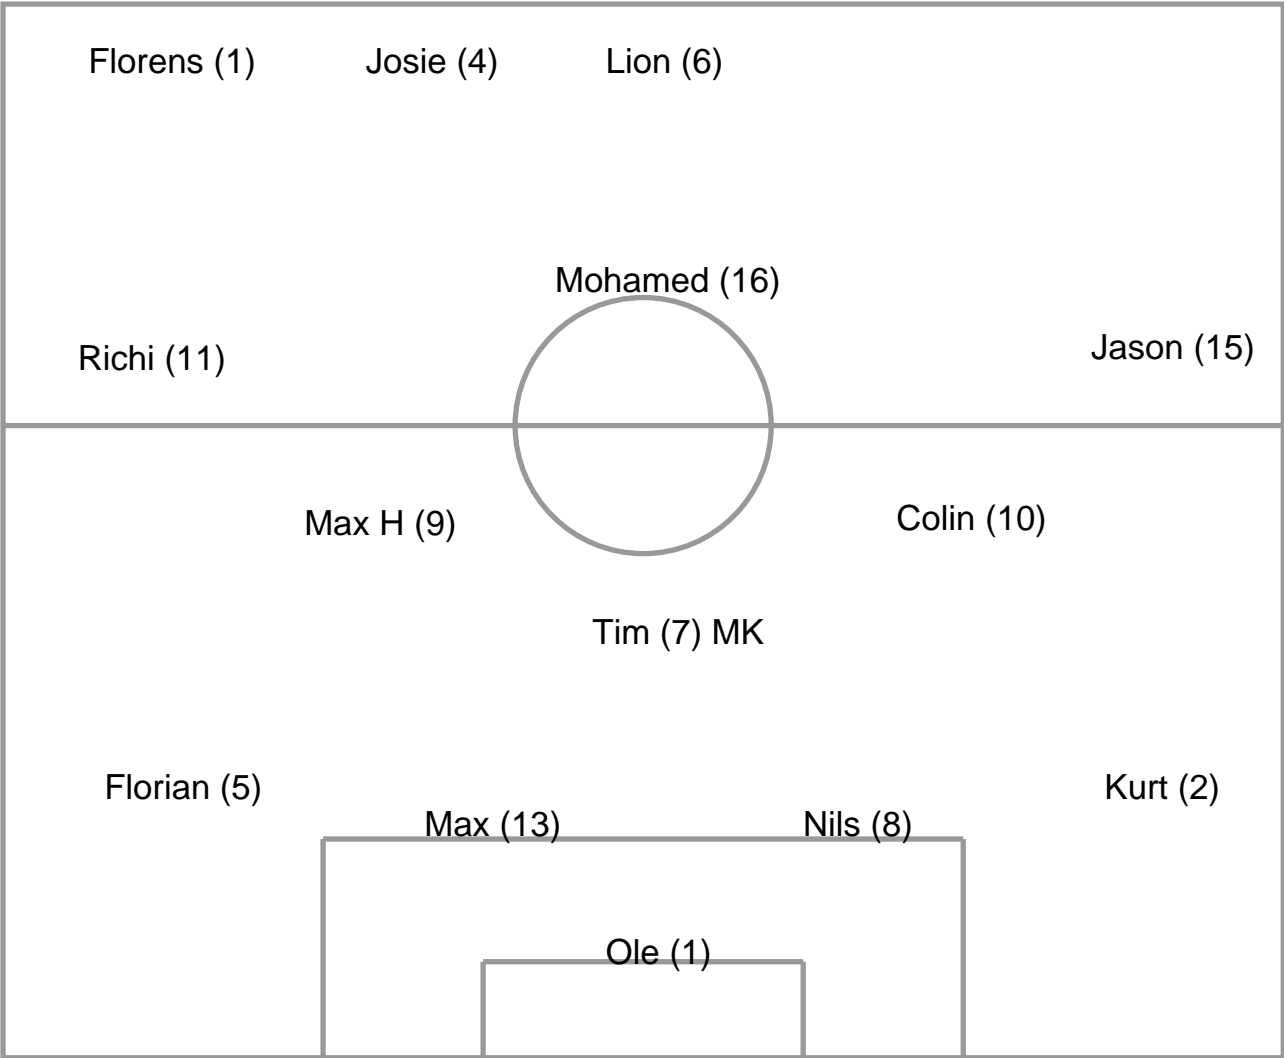 Florens (1) Josie (4) Lion (6)
Mohamed (16)
Richi (11) Jason (15)
Max H (9) Colin (10)
Tim (7) MK
Florian (5) Kurt (2)
Max (13) Nils (8)
Ole (1)